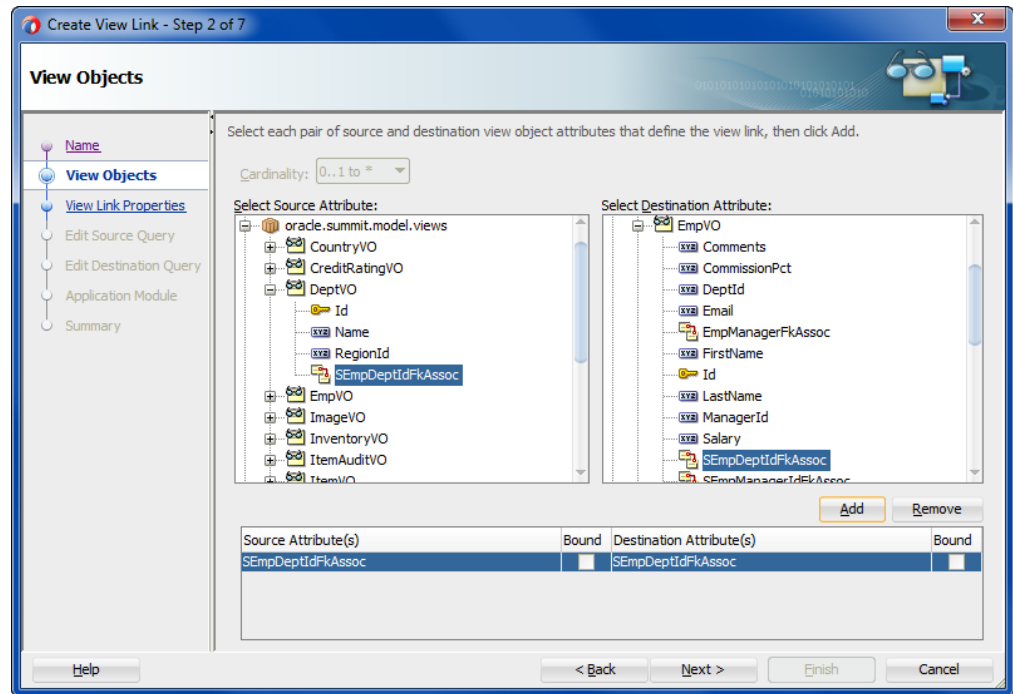 Create View Link - Step 2 of 7
View Objects
Name
View Objects
View Link Properties
Edit Source Query
Edit Destination Query
Application Module
Summary
Select each pair of source and destination view object attributes that define the view link, then click Add.
Cardinality: 0..1 to *
Select Source Attribute:
oracle.summit.model.views
CountryVO
CreditRatingVO
DeptVO
Id
Name
RegionId
SEmpDeptIdFkAssoc
EmpVO
ImageVO
InventoryVO
ItemAuditVO
ItemVO
Select Destination Attribute:
EmpVO
Comments
CommissionPct
DeptId
Email
EmpManagerFkAssoc
FirstName
Id
LastName
ManagerId
Salary
SEmpDeptIdFkAssoc
SEmpManagerIdFkAssoc
Add Remove
Source Attribute(s) Bound Destination Attribute(s) Bound
SEmpDeptIdFkAssoc SEmpDeptIdFkAssoc
Help < Back Next > Finish Cancel